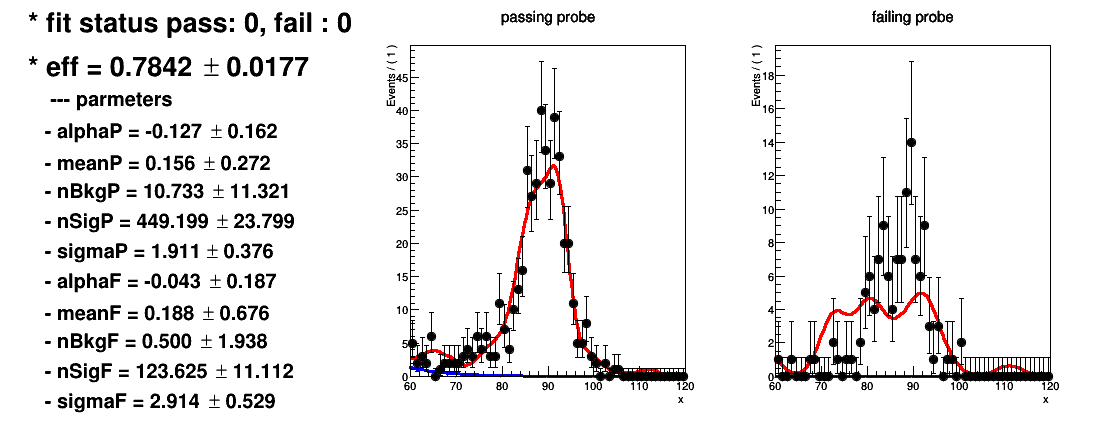 * fit status pass: 0, fail : 0
* eff = 0.7842 ± 0.0177
--- parmeters
- alphaP = -0.127 ± 0.162
- meanP = 0.156 ± 0.272
- nBkgP = 10.733 ± 11.321
- nSigP = 449.199 ± 23.799
- sigmaP = 1.911 ± 0.376
- alphaF = -0.043 ± 0.187
- meanF = 0.188 ± 0.676
- nBkgF = 0.500 ± 1.938
- nSigF = 123.625 ± 11.112
- sigmaF = 2.914 ± 0.529
passing probe
Events / ( 1 )
45
40
35
30
25
20
15
10
5
0
60 70 80 90 100 110 120
x
failing probe
Events / ( 1 )
18
16
14
12
10
8
6
4
2
0
60 70 80 90 100 110 120
x